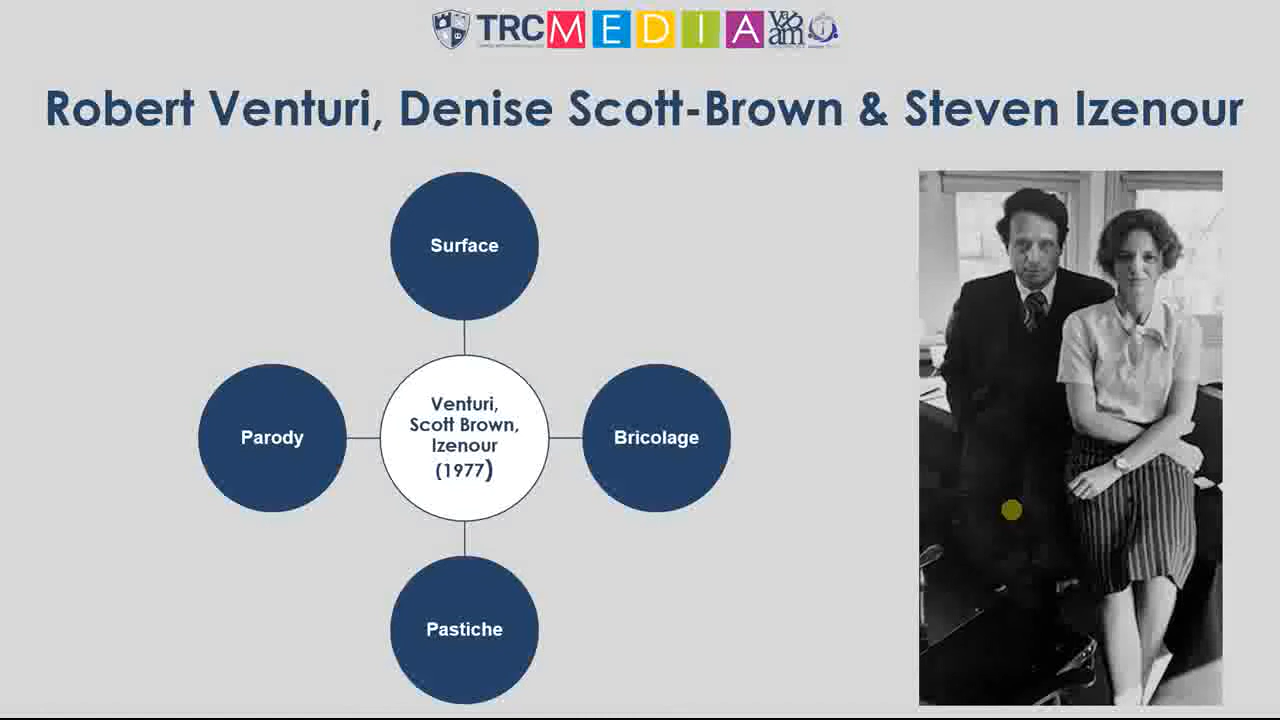 TRC MEDIA
Robert Venturi, Denise Scott-Brown & Steven Izenour
Surface
Parody
Venturi,
Scott Brown,
Izenour
(1977)
Bricolage
Pastiche